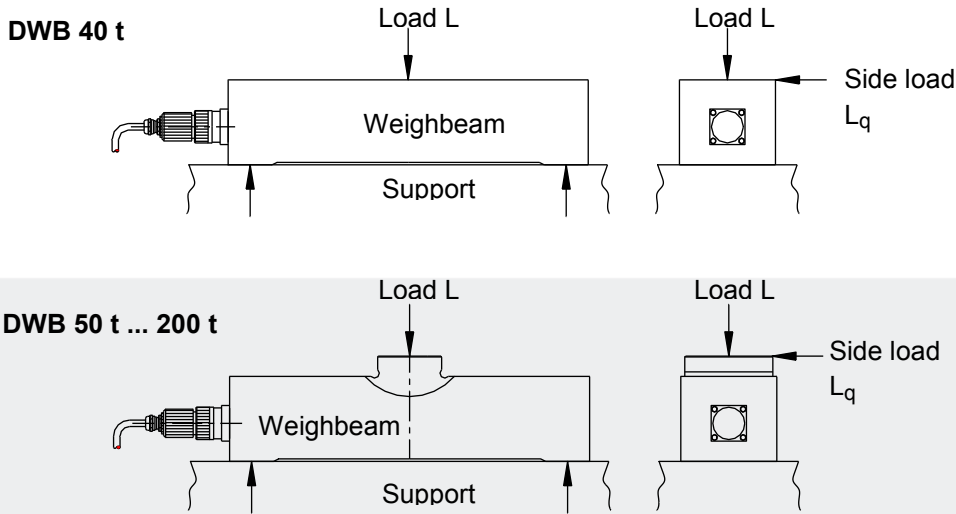 DWB 40 t
Load L
Load L
Side load
Lq
Weighbeam
Support
DWB 50 t ... 200 t
Load L
Load L
Side load
Lq
Weighbeam
Support